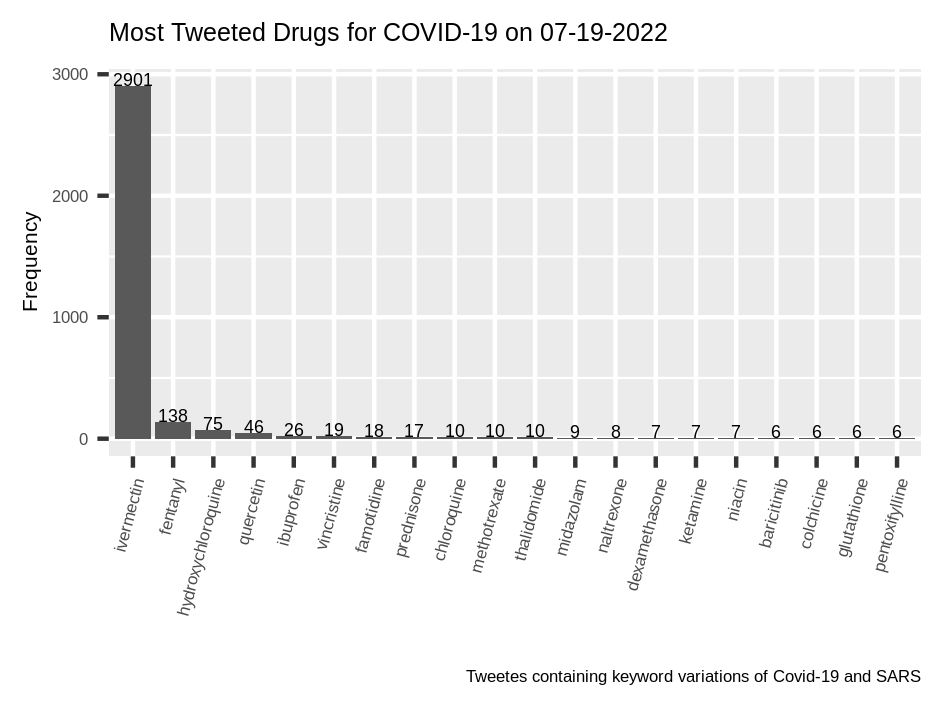 Most Tweeted Drugs for COVID-19 on 07-19-2022
Frequency
3000
2000
1000
0
2901
138
75
46
26
19
18
17
10
10
10
9
8
7
7
7
6
6
6
6
ivermectin
fentanyl
hydroxychloroquine
quercetin
ibuprofen
vincristine
famotidine
prednisone
chloroquine
methotrexate
thalidomide
midazolam
naltrexone
dexamethasone
ketamine
niacin
baricitinib
colchicine
glutathione
pentoxifylline
Tweetes containing keyword variations of Covid-19 and SARS